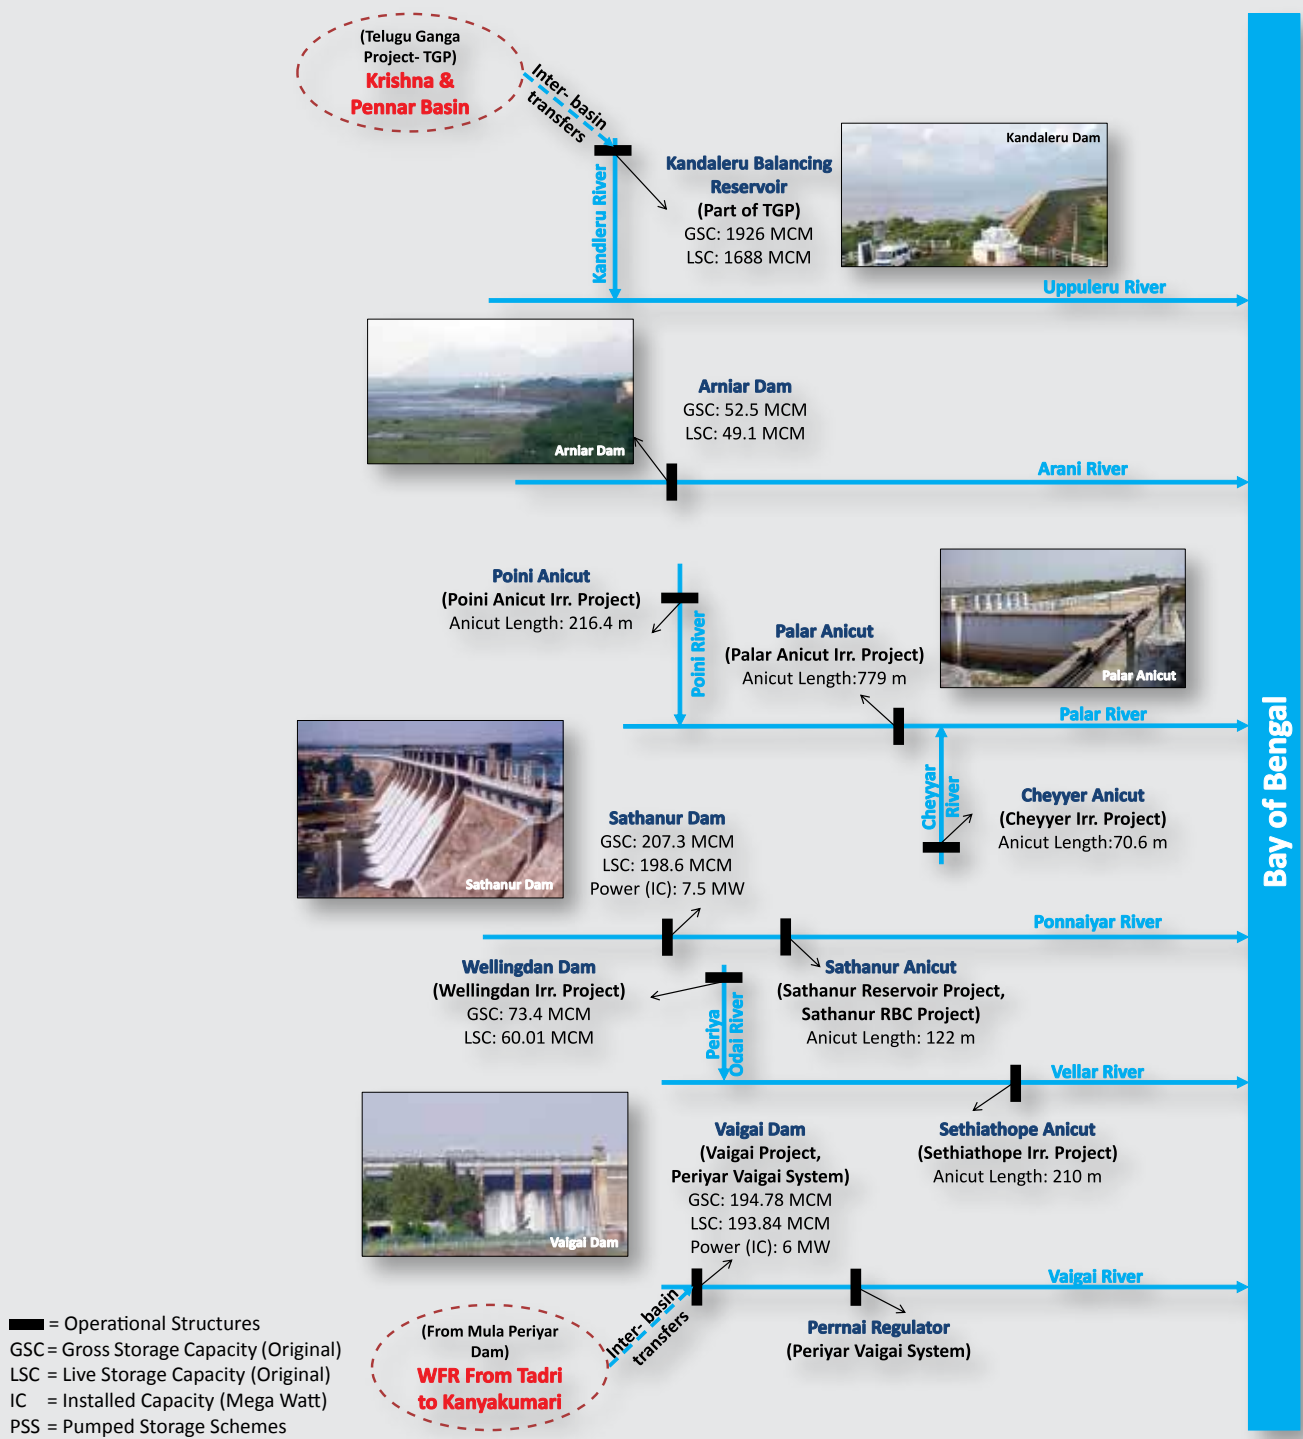 (Telugu Ganga
Project- TGP)
Krishna &
Pennar Basin
Inter- basin
transfers
Kandaleru Dam
Kandaleru Balancing
Reservoir
(Part of TGP)
GSC: 1926 MCM
LSC: 1688 MCM
Kandleru River
Uppuleru River
Arniar Dam
Arniar Dam
GSC: 52.5 MCM
LSC: 49.1 MCM
Arani River
Poini Anicut
(Poini Anicut Irr. Project)
Anicut Length: 216.4 m
Poini River
Palar Anicut
(Palar Anicut Irr. Project)
Anicut Length:779 m
Palar Anicut
Palar River
Cheyyar
River
Cheyyer Anicut
(Cheyyer Irr. Project)
Anicut Length:70.6 m
Sathanur Dam
Sathanur Dam
GSC: 207.3 MCM
LSC: 198.6 MCM
Power (IC): 7.5 MW
Ponnaiyar River
Wellingdan Dam
(Wellingdan Irr. Project)
GSC: 73.4 MCM
LSC: 60.01 MCM
Periya
Odai River
Sathanur Anicut
(Sathanur Reservoir Project,
Sathanur RBC Project)
Anicut Length: 122 m
Vellar River
Sethiathope Anicut
(Sethiathope Irr. Project)
Anicut Length: 210 m
Vaigai Dam
Vaigai Dam
(Vaigai Project,
Periyar Vaigai System)
GSC: 194.78 MCM
LSC: 193.84 MCM
Power (IC): 6 MW
Vaigai River
Inter- basin
transfers
Perrnai Regulator
(Periyar Vaigai System)
(From Mula Periyar
Dam)
WFR From Tadri
to Kanyakumari
Bay of Bengal
= Operational Structures
GSC = Gross Storage Capacity (Original)
LSC = Live Storage Capacity (Original)
IC = Installed Capacity (Mega Watt)
PSS = Pumped Storage Schemes